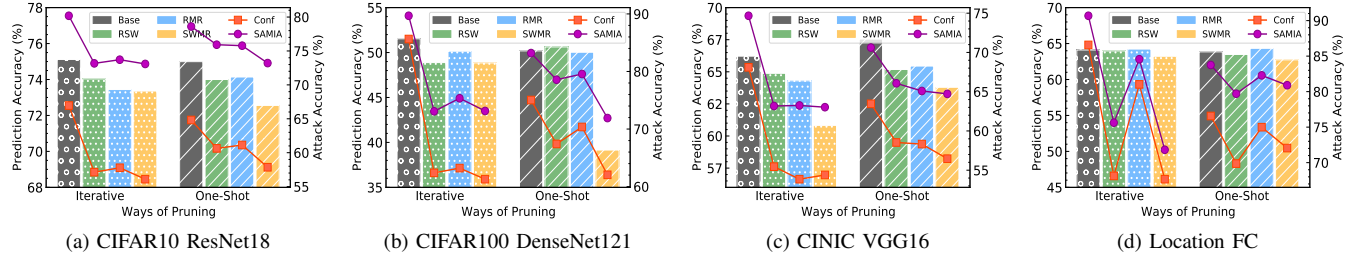 Prediction Accuracy (%)
78
76
74
72
70
68
Base
RSW
RMR
SWMR
Conf
SAMIA
80
75
70
65
60
55
Attack Accuracy (%)
Iterative
One-Shot
Ways of Pruning
(a) CIFAR10 ResNet18
Prediction Accuracy (%)
55
50
45
40
35
Base
RSW
RMR
SWMR
Conf
SAMIA
90
80
70
60
Attack Accuracy (%)
Iterative
One-Shot
Ways of Pruning
(b) CIFAR100 DenseNet121
Prediction Accuracy (%)
70
67
65
62
60
57
Base
RSW
RMR
SWMR
Conf
SAMIA
75
70
65
60
55
Attack Accuracy (%)
Iterative
One-Shot
Ways of Pruning
(c) CINIC VGG16
Prediction Accuracy (%)
70
65
60
55
50
45
Base
RSW
RMR
SWMR
Conf
SAMIA
90
85
80
75
70
Attack Accuracy (%)
Iterative
One-Shot
Ways of Pruning
(d) Location FC